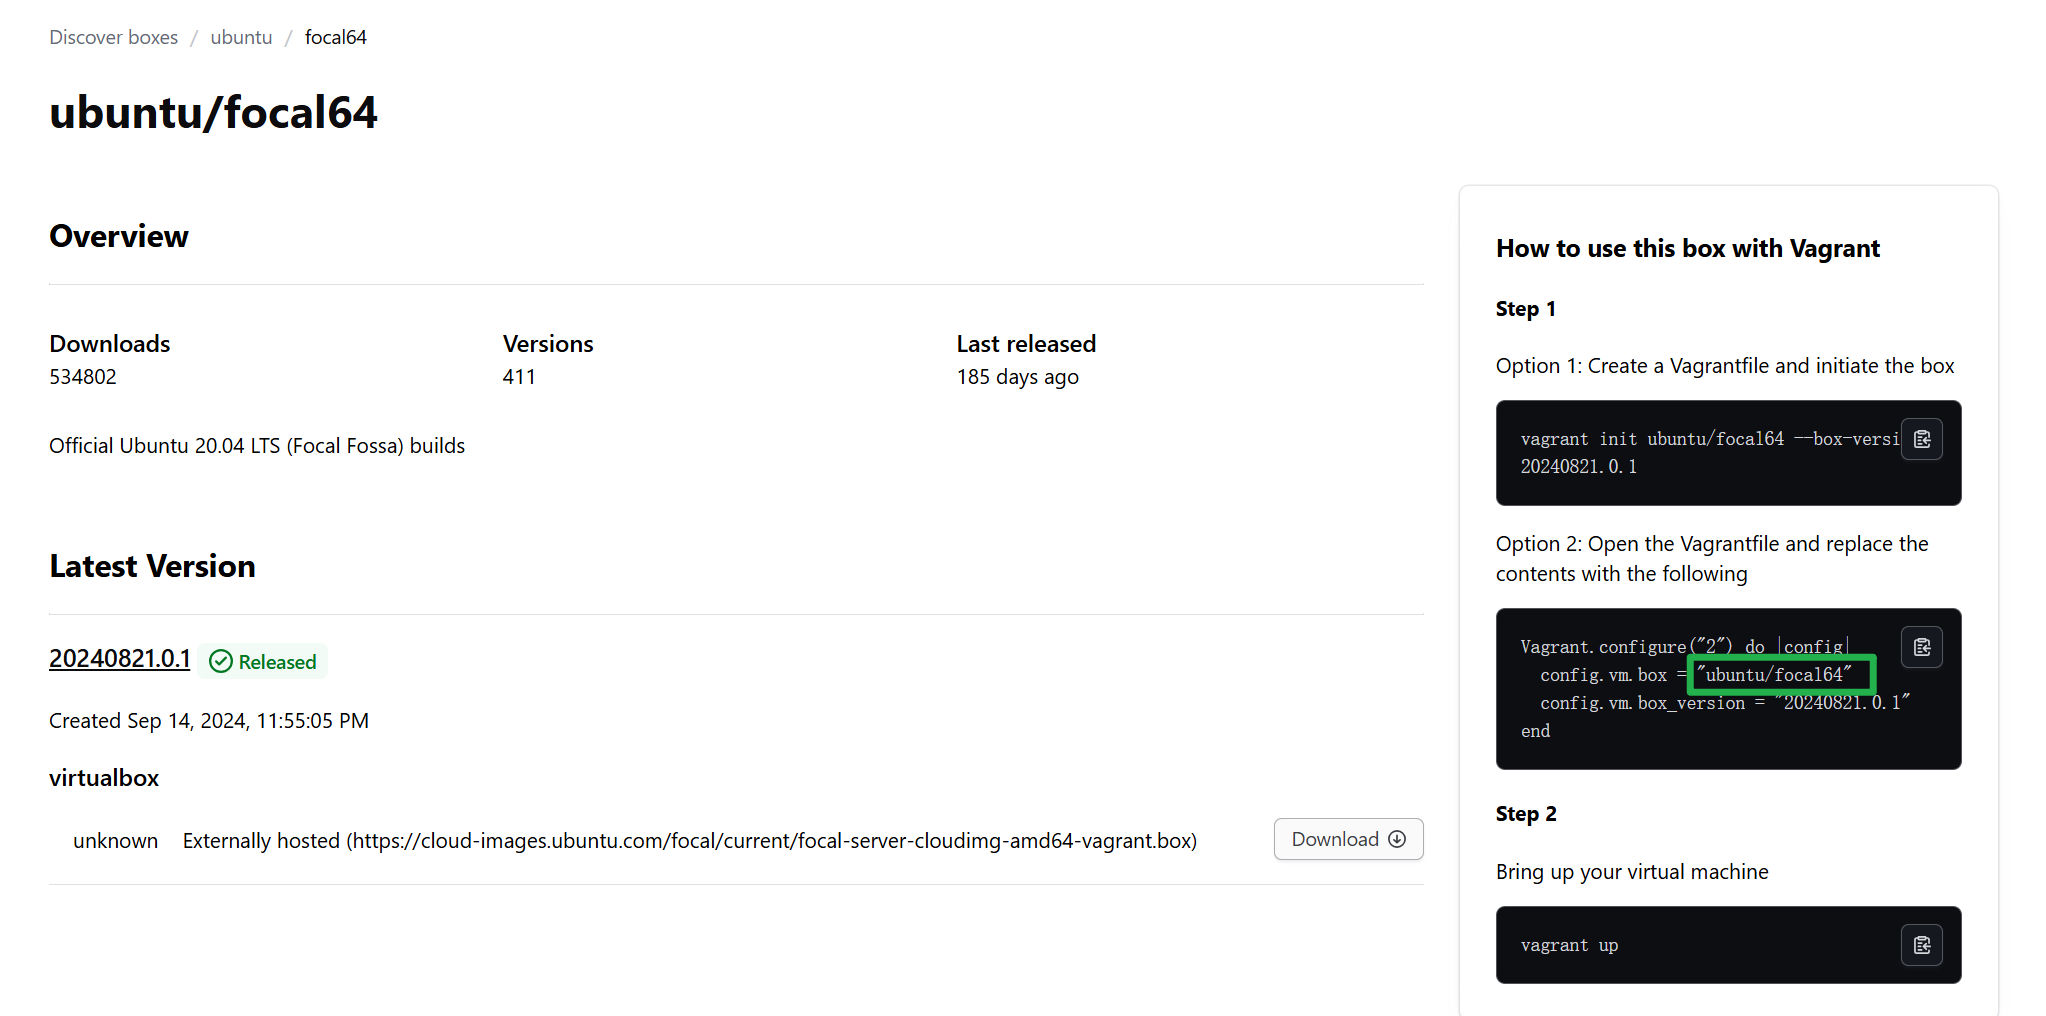 Discover boxes / ubuntu / focal64
ubuntu/focal64
Overview
Downloads
534802
Versions
411
Last released
185 days ago
Official Ubuntu 20.04 LTS (Focal Fossa) builds
Latest Version
20240821.0.1 Released
Created Sep 14, 2024, 11:55:05 PM
virtualbox
unknown Externally hosted (https://cloud-images.ubuntu.com/focal/current/focal-server-cloudimg-amd64-vagrant.box) Download
How to use this box with Vagrant
Step 1
Option 1: Create a Vagrantfile and initiate the box
vagrant init ubuntu/focal64 --box-versi
20240821.0.1
Option 2: Open the Vagrantfile and replace the
contents with the following
Vagrant.configure("2") do |config|
config.vm.box = "ubuntu/focal64"
config.vm.box_version = "20240821.0.1"
end
Step 2
Bring up your virtual machine
vagrant up